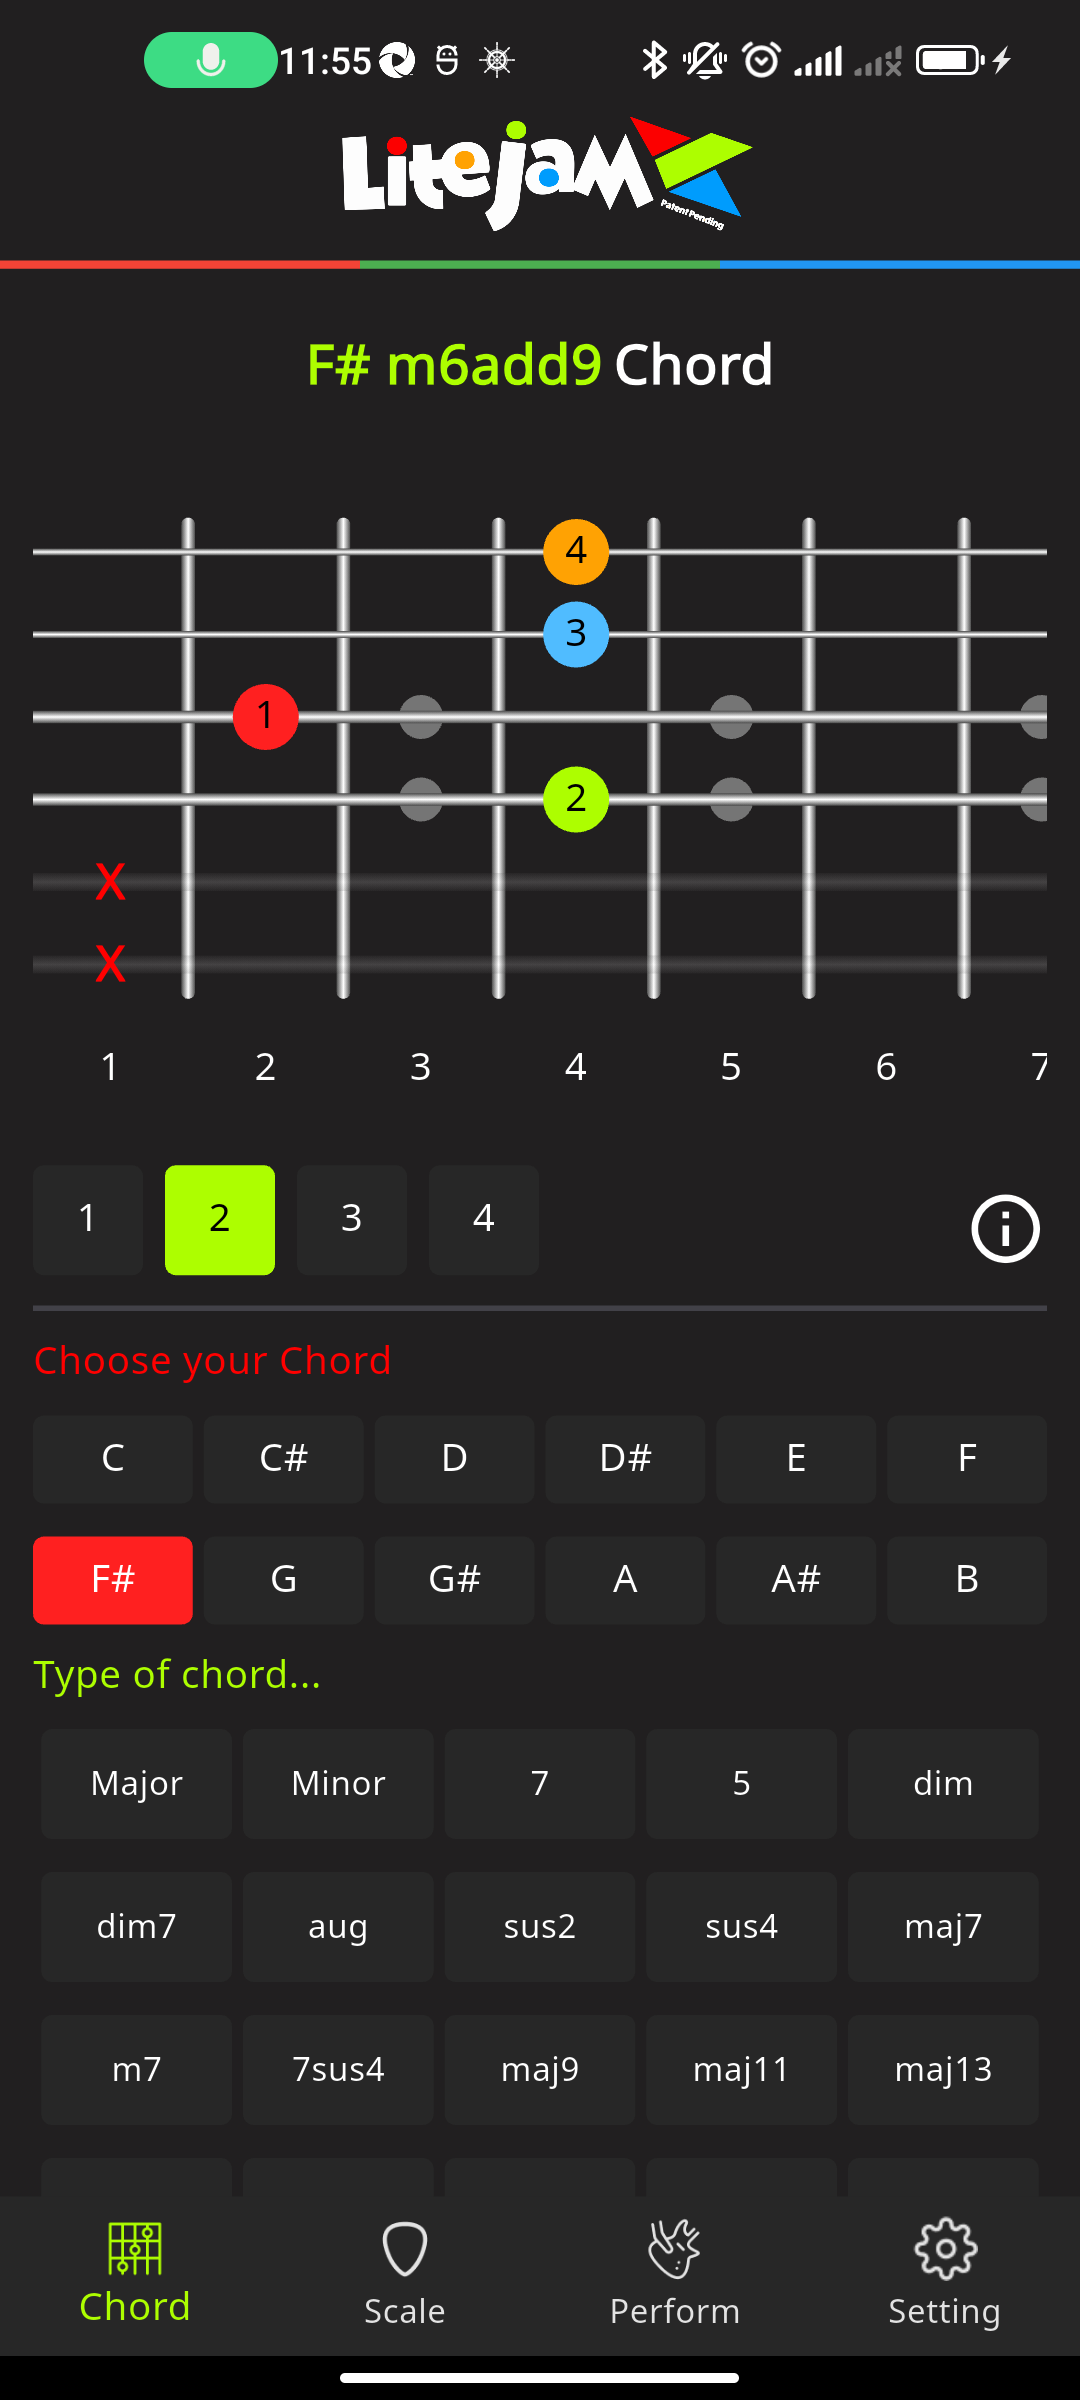 11:55
LiteJam
Patent Pending
F# m6add9 Chord
4
3
1
2
X
X
1 2 3 4 5 6 7
1 2 3 4
Choose your Chord
C C# D D# E F
F# G G# A A# B
Type of chord...
Major Minor 7 5 dim
dim7 aug sus2 sus4 maj7
m7 7sus4 maj9 maj11 maj13
Chord Scale Perform Setting